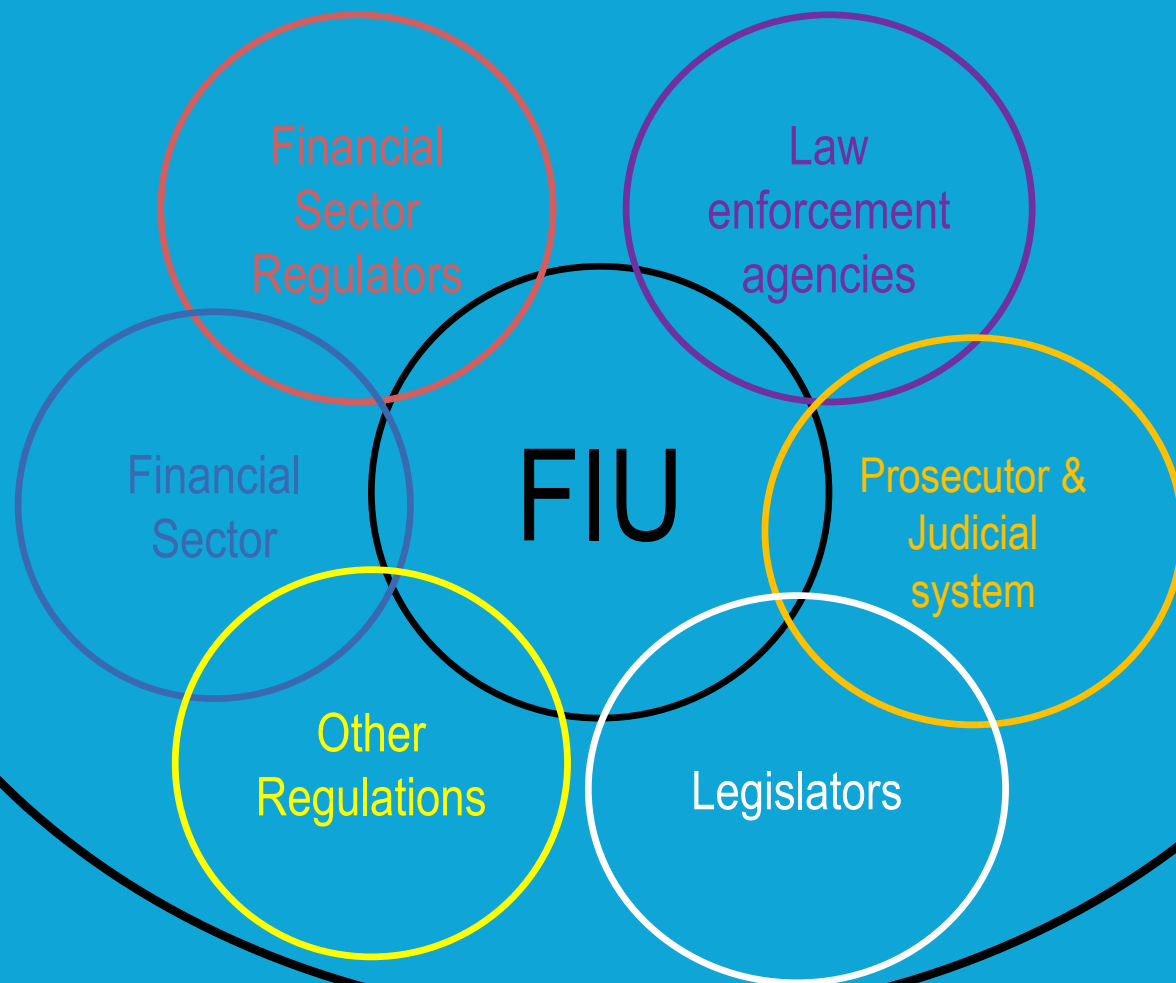 Financial
Sector
Regulators
Law
enforcement
agencies
Financial
Sector
FIU
Prosecutor &
Judicial
system
Other
Regulations
Legislators